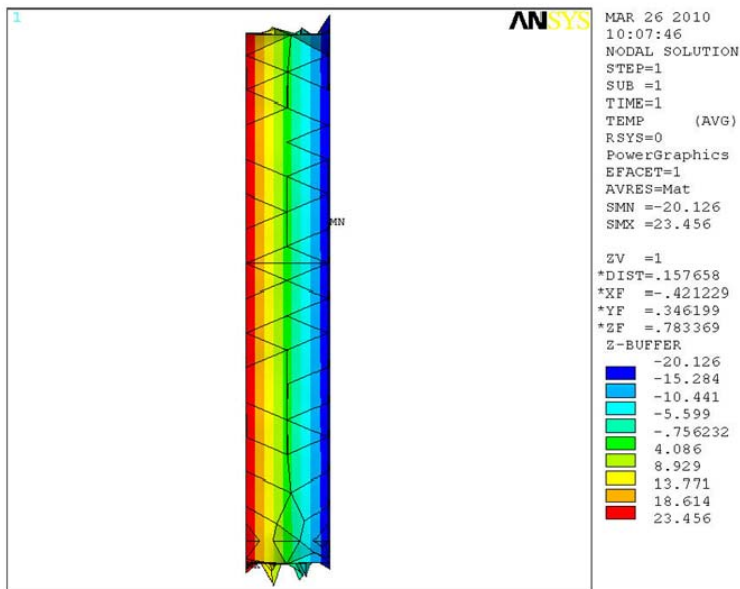 1
ANSYS
MAR 26 2010
10:07:46
NODAL SOLUTION
STEP=1
SUB =1
TIME=1
TEMP (AVG)
RSYS=0
PowerGraphics
EFACET=1
AVRES=Mat
SMN =-20.126
SMX =23.456
ZV =1
*DIST=.157658
*XF =-.421229
*YF =.346199
*ZF =.783369
Z-BUFFER
-20.126
-15.284
-10.441
-5.599
-.756232
4.086
8.929
13.771
18.614
23.456
MN